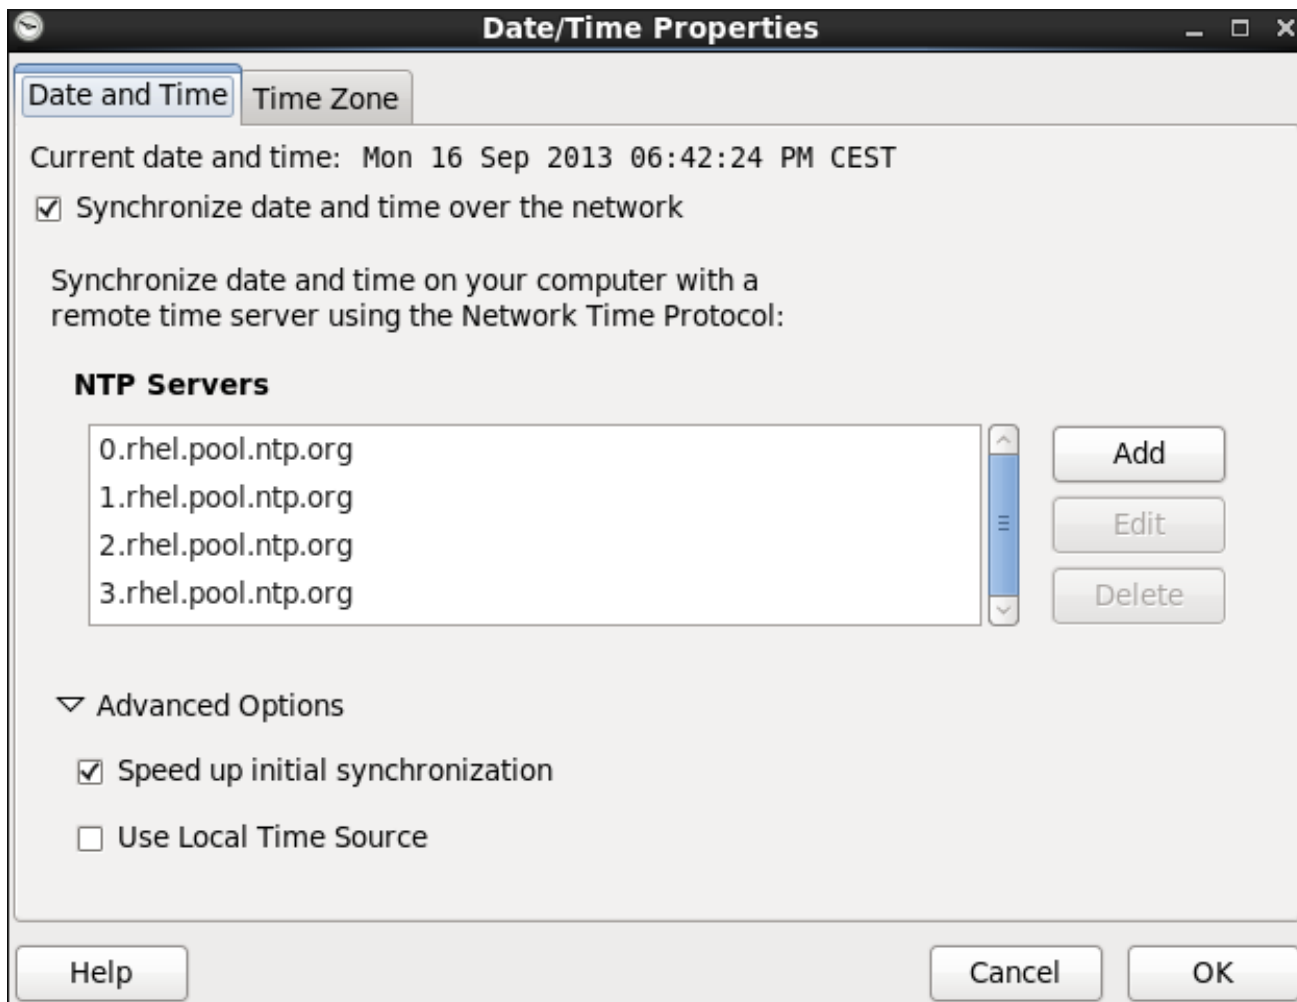 Date/Time Properties
Date and Time
Time Zone
Current date and time: Mon 16 Sep 2013 06:42:24 PM CEST
Synchronize date and time over the network
Synchronize date and time on your computer with a
remote time server using the Network Time Protocol:
NTP Servers
0.rhel.pool.ntp.org
1.rhel.pool.ntp.org
2.rhel.pool.ntp.org
3.rhel.pool.ntp.org
Add
Edit
Delete
Advanced Options
Speed up initial synchronization
Use Local Time Source
Help
Cancel
OK